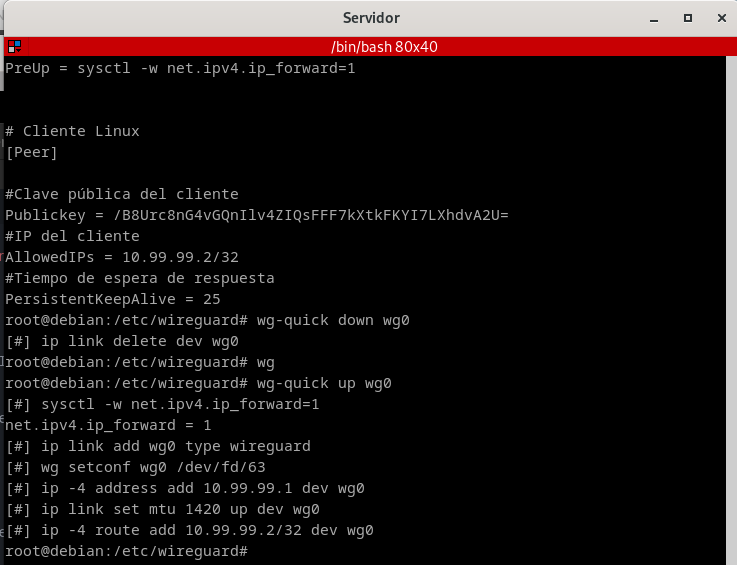 Servidor
/bin/bash 80x40
PreUp = sysctl -w net.ipv4.ip_forward=1
# Cliente Linux
[Peer]
#Clave pública del cliente
Publickey = /B8Urc8nG4vGQnIlv4ZIQsFFF7kXtkFKYI7LXhdvA2U=
#IP del cliente
AllowedIPs = 10.99.99.2/32
#Tiempo de espera de respuesta
PersistentKeepAlive = 25
root@debian:/etc/wireguard# wg-quick down wg0
[#] ip link delete dev wg0
root@debian:/etc/wireguard# wg
root@debian:/etc/wireguard# wg-quick up wg0
[#] sysctl -w net.ipv4.ip_forward=1
net.ipv4.ip_forward = 1
[#] ip link add wg0 type wireguard
[#] wg setconf wg0 /dev/fd/63
[#] ip -4 address add 10.99.99.1 dev wg0
[#] ip link set mtu 1420 up dev wg0
[#] ip -4 route add 10.99.99.2/32 dev wg0
root@debian:/etc/wireguard#